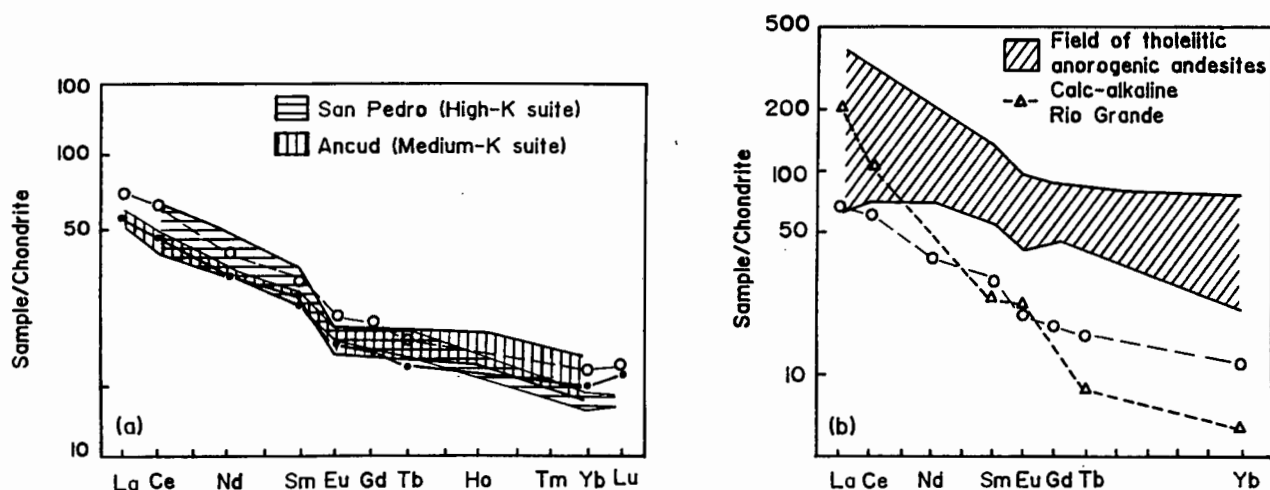 100
100
50
10
Sample/Chondrite
San Pedro (High-K suite)
Ancud (Medium-K suite)
(a)
La Ce Nd Sm Eu Gd Tb Ho Tm Yb Lu
500
200
100
50
10
Sample/Chondrite
Field of tholeiitic
anorogenic andesites
Calc-alkaline
Rio Grande
(b)
La Ce Nd Sm Eu Gd Tb Yb